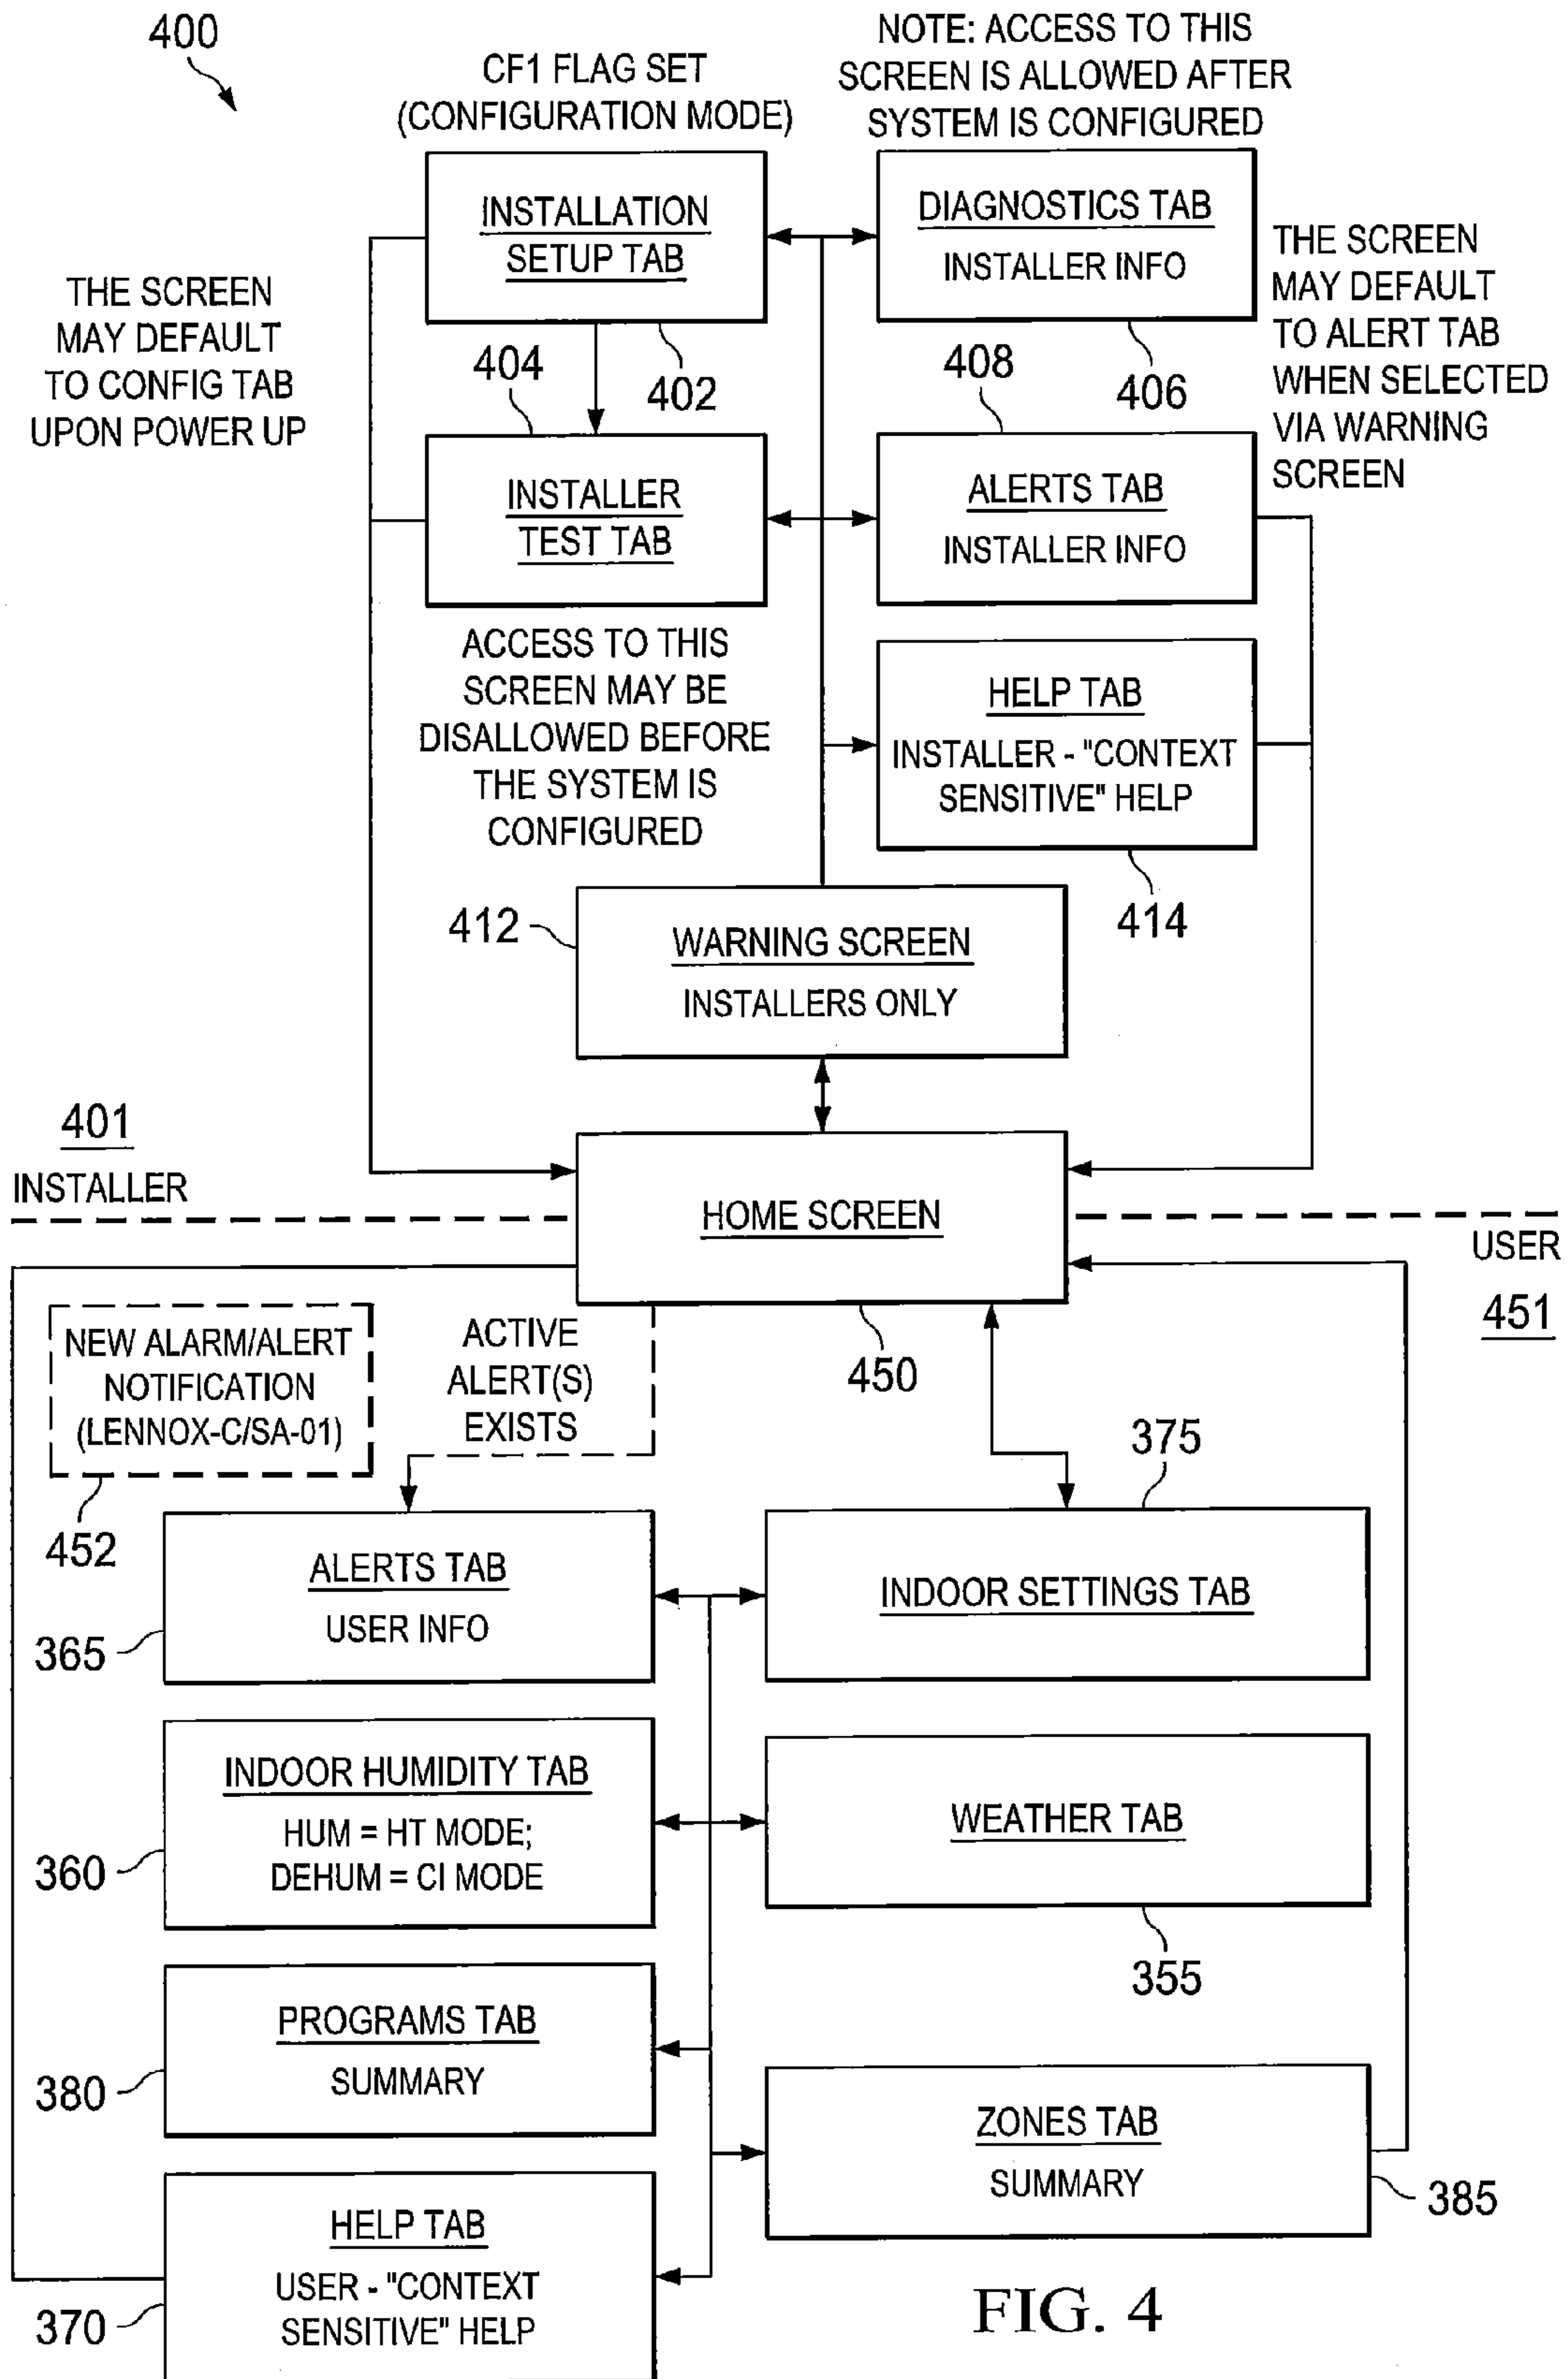 400
CF1 FLAG SET
(CONFIGURATION MODE)
NOTE: ACCESS TO THIS
SCREEN IS ALLOWED AFTER
SYSTEM IS CONFIGURED
INSTALLATION
SETUP TAB
402
DIAGNOSTICS TAB
INSTALLER INFO
406
THE SCREEN
MAY DEFAULT
TO CONFIG TAB
UPON POWER UP
THE SCREEN
MAY DEFAULT
TO ALERT TAB
WHEN SELECTED
VIA WARNING
SCREEN
404
INSTALLER
TEST TAB
408
ALERTS TAB
INSTALLER INFO
ACCESS TO THIS
SCREEN MAY BE
DISALLOWED BEFORE
THE SYSTEM IS
CONFIGURED
HELP TAB
INSTALLER - "CONTEXT
SENSITIVE" HELP
414
412
WARNING SCREEN
INSTALLERS ONLY
401
INSTALLER
HOME SCREEN
450
USER
451
NEW ALARM/ALERT
NOTIFICATION
(LENNOX-C/SA-01)
452
ACTIVE
ALERT(S)
EXISTS
375
ALERTS TAB
USER INFO
365
INDOOR SETTINGS TAB
INDOOR HUMIDITY TAB
HUM = HT MODE;
DEHUM = CI MODE
360
WEATHER TAB
355
PROGRAMS TAB
SUMMARY
380
ZONES TAB
SUMMARY
385
HELP TAB
USER - "CONTEXT
SENSITIVE" HELP
370
FIG. 4